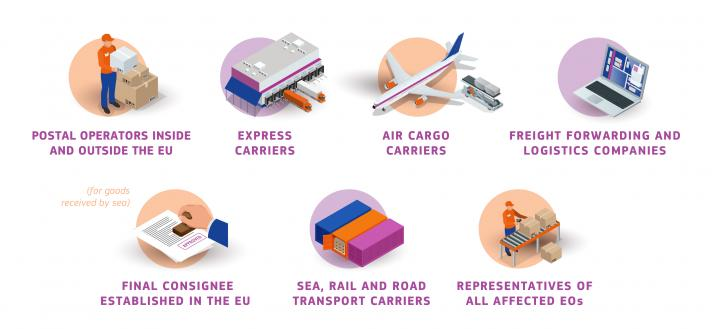 POSTAL OPERATORS INSIDE
AND OUTSIDE THE EU
EXPRESS
CARRIERS
AIR CARGO
CARRIERS
FREIGHT FORWARDING AND
LOGISTICS COMPANIES
(for goods
received by sea)
APPROVED
FINAL CONSIGNEE
ESTABLISHED IN THE EU
SEA, RAIL AND ROAD
TRANSPORT CARRIERS
REPRESENTATIVES OF
ALL AFFECTED EOs